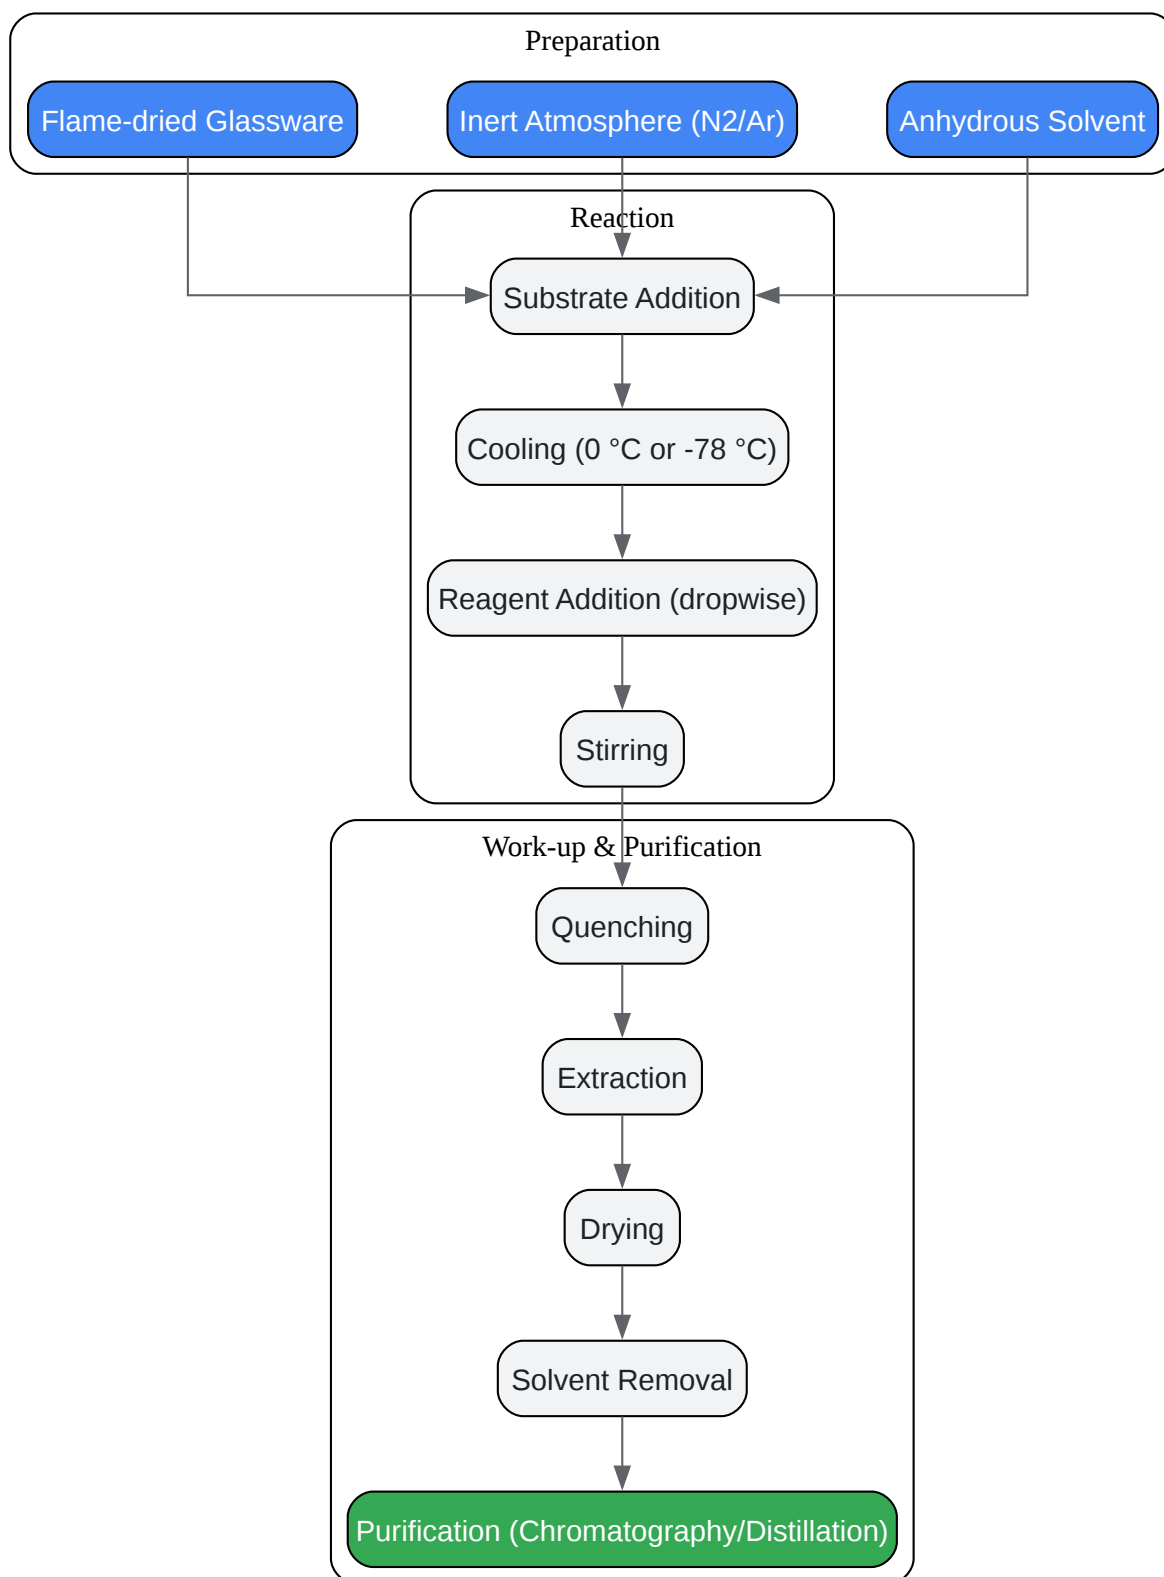 Preparation
Flame-dried Glassware
Inert Atmosphere (N2/Ar)
Anhydrous Solvent
Reaction
Substrate Addition
Cooling (0 °C or -78 °C)
Reagent Addition (dropwise)
Stirring
Work-up & Purification
Quenching
Extraction
Drying
Solvent Removal
Purification (Chromatography/Distillation)